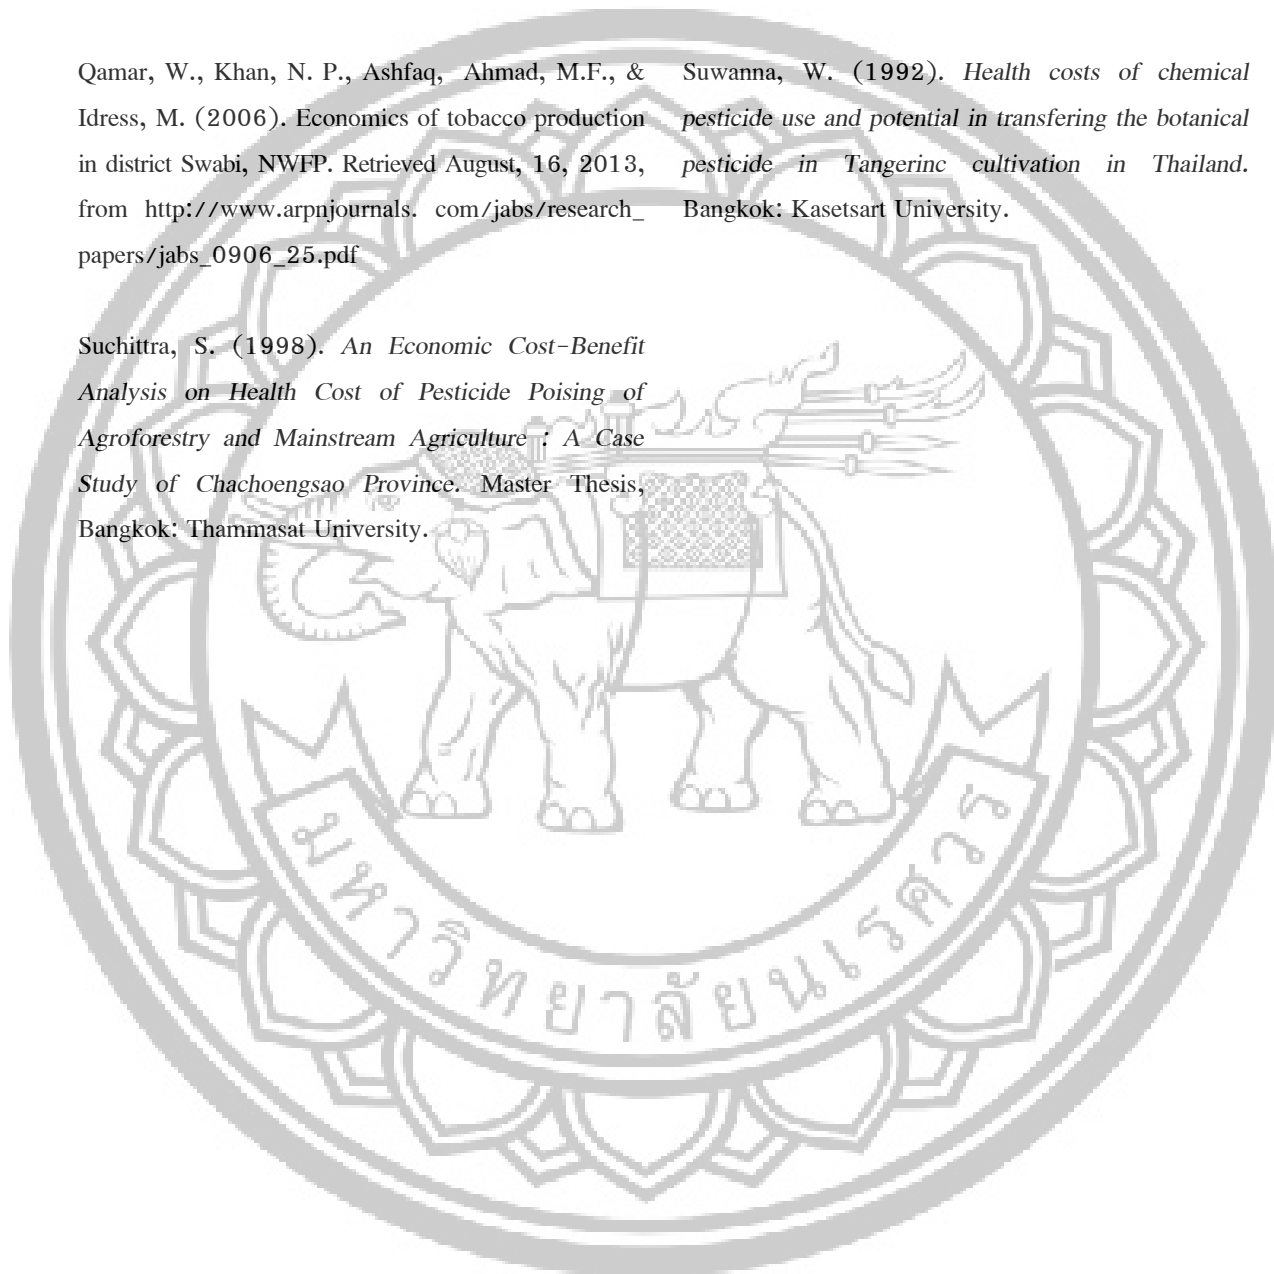 Qamar, W., Khan, N. P., Ashfaq, Ahmad, M.F., &
Idress, M. (2006). Economics of tobacco production
in district Swabi, NWFP. Retrieved August, 16, 2013,
from http://www.arpnjournals. com/jabs/research_
papers/jabs_0906_25.pdf
Suchittra, S. (1998). An Economic Cost-Benefit
Analysis on Health Cost of Pesticide Poising of
Agroforestry and Mainstream Agriculture : A Case
Study of Chachoengsao Province. Master Thesis,
Bangkok: Thammasat University.
Suwanna, W. (1992). Health costs of chemical
pesticide use and potential in transfering the botanical
pesticide in Tangerinc cultivation in Thailand.
Bangkok: Kasetsart University.
มหาวิทยาลัยนเรศวร